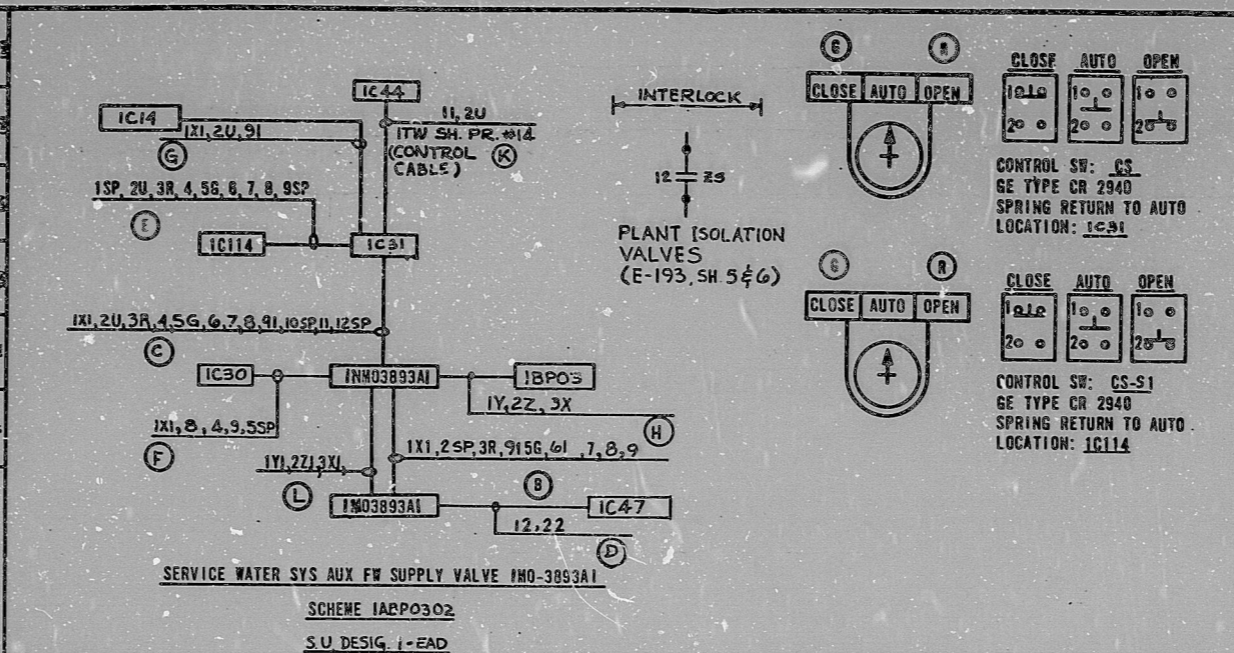 1C44
1C14
1X1, 2U, 91
G
11, 2U
1TW SH. PR. #14
(CONTROL
CABLE)
K
1SP, 2U, 3R, 4, 5G, 6, 7, 8, 9SP
E
1C114
1C31
1X1, 2U, 3R, 4, 5G, 6, 7, 8, 91, 10SP, 11, 12SP
C
1C30
1NM03893A1
1BP03
1Y, 2Z, 3X
H
1X1, 8, 4, 9, 5SP
F
1X1, 2SP, 3R, 915G, 61 , 7, 8, 9
1Y1, 2Z1, 3X1,
L
B
1M03893A1
1C47
12, 22
D
SERVICE WATER SYS AUX FW SUPPLY VALVE 1MO-3893A1
SCHEME 1ABP0302
S.U. DESIG. 1-EAD
INTERLOCK
12 ZS
PLANT ISOLATION
VALVES
(E-193, SH. 5 & 6)
G R
CLOSE AUTO OPEN
CLOSE AUTO OPEN
1 1 1
2 2 2
CONTROL SW: CS
GE TYPE CR 2940
SPRING RETURN TO AUTO
LOCATION: 1C31
G R
CLOSE AUTO OPEN
CLOSE AUTO OPEN
1 1 1
2 2 2
CONTROL SW: CS-S1
GE TYPE CR 2940
SPRING RETURN TO AUTO.
LOCATION: 1C114